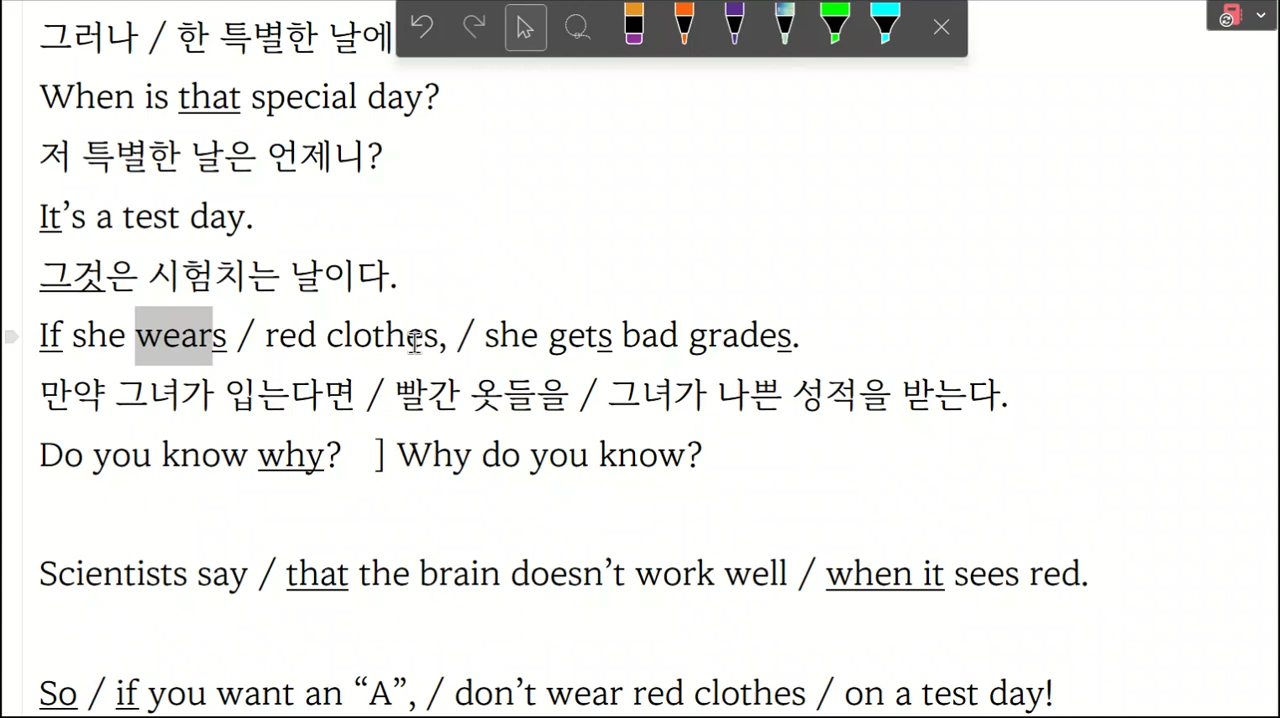 그러나 / 한 특별한 날에
When is that special day?
저 특별한 날은 언제니?
It's a test day.
그것은 시험치는 날이다.
If she wears / red clothes, / she gets bad grades.
만약 그녀가 입는다면 / 빨간 옷들을 / 그녀가 나쁜 성적을 받는다.
Do you know why? ] Why do you know?
Scientists say / that the brain doesn’t work well / when it sees red.
So / if you want an “A”, / don’t wear red clothes / on a test day!